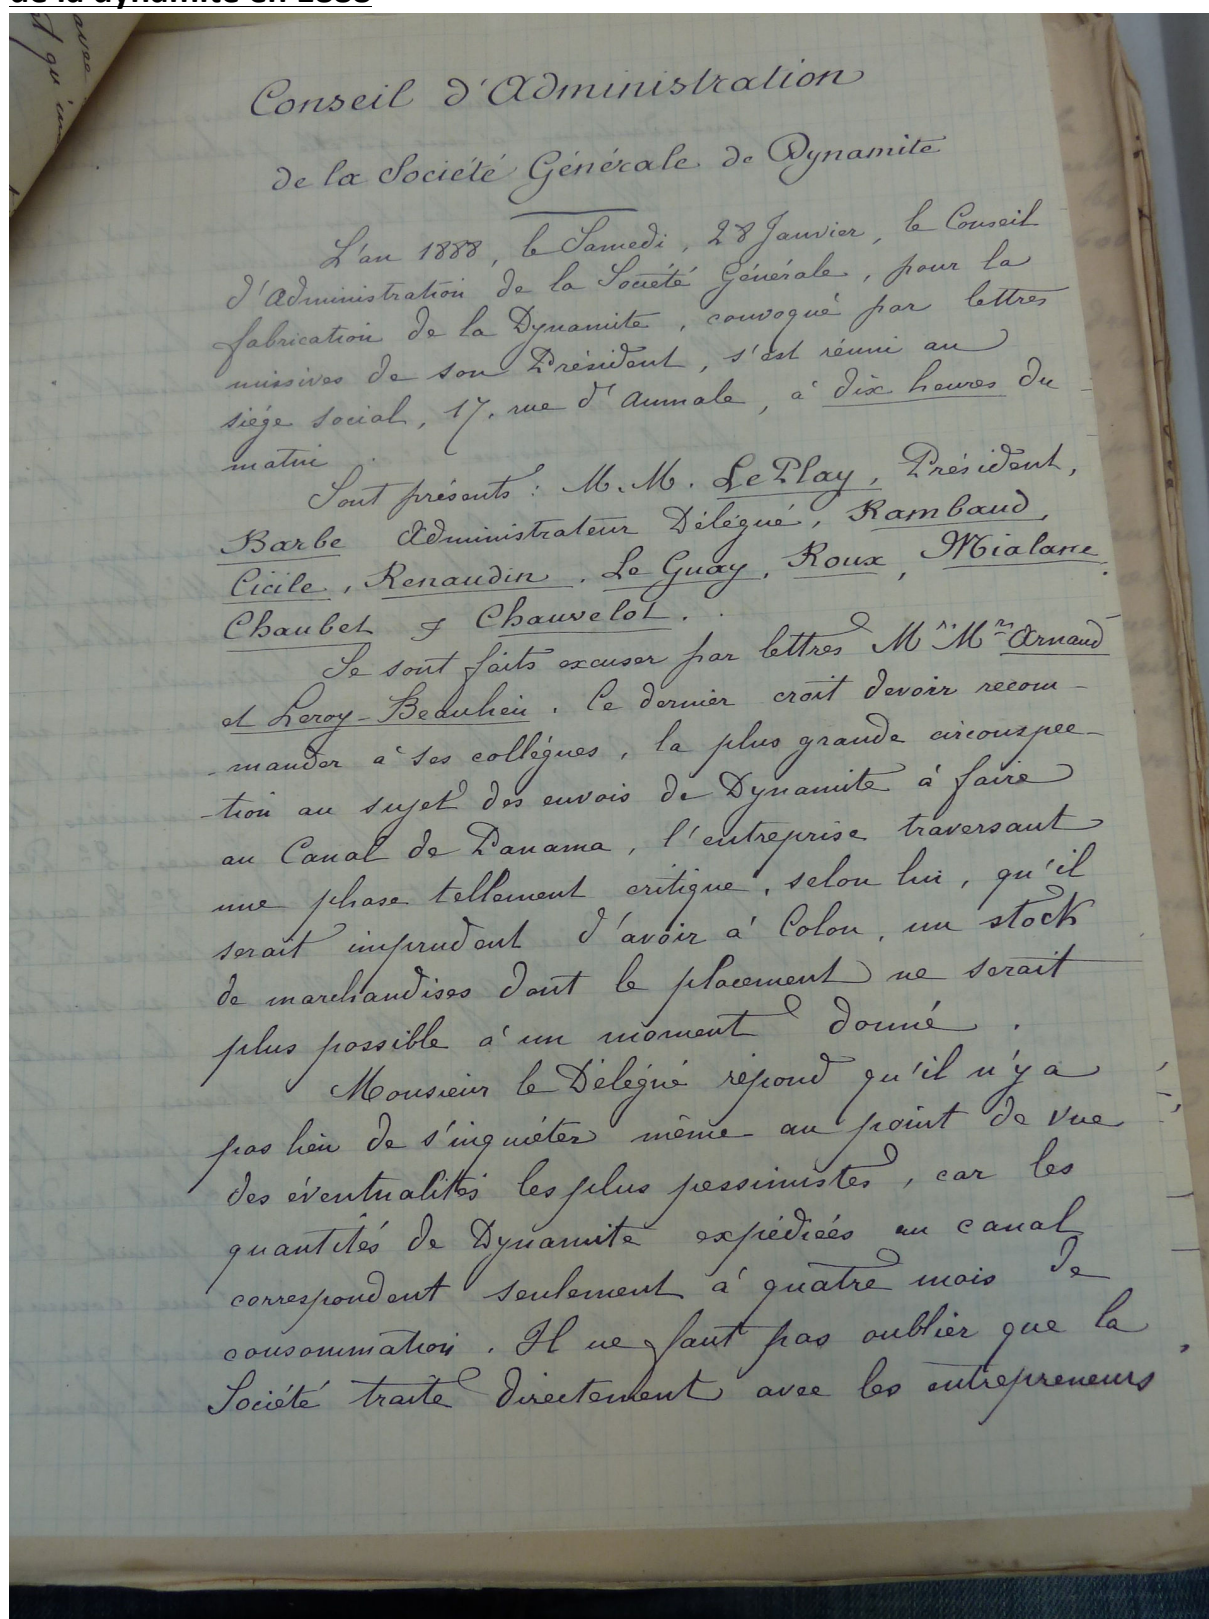 de la dynamite en 1888
avec
qu'un
Conseil d'Administration
de la Société Générale de Dynamite
L'an 1888, le Samedi, 28 Janvier, le Conseil
d'Administration de la Société Générale, pour la
fabrication de la Dynamite, convoqué par lettres
missives de son Président, s'est réuni au
siège social, 17, rue d'Aumale, à dix heures du
matin.
Sont présents : M. M. Le Play, Président,
Barbe Administrateur Délégué, Rambaud,
Cicile, Renaudin, Le Guay, Roux, Mialane,
Chaubet & Chauvelot.
Se sont faits excuser par lettres Mrs Mrs Arnaud
et Leroy-Beaulieu. Ce dernier croit devoir recom-
-mander à ses collègues, la plus grande circonspec-
-tion au sujet des envois de Dynamite à faire
au Canal de Panama, l'entreprise traversant
une phase tellement critique, selon lui, qu'il
serait imprudent d'avoir à Colon, un stock
de marchandises dont le placement ne serait
plus possible à un moment donné.
Monsieur le Délégué répond qu'il n'y a
pas lieu de s'inquiéter même au point de vue
des éventualités les plus pessimistes, car les
quantités de Dynamite expédiées au canal
correspondent seulement à quatre mois de
consommation. Il ne faut pas oublier que la
Société traite directement avec les entrepreneurs